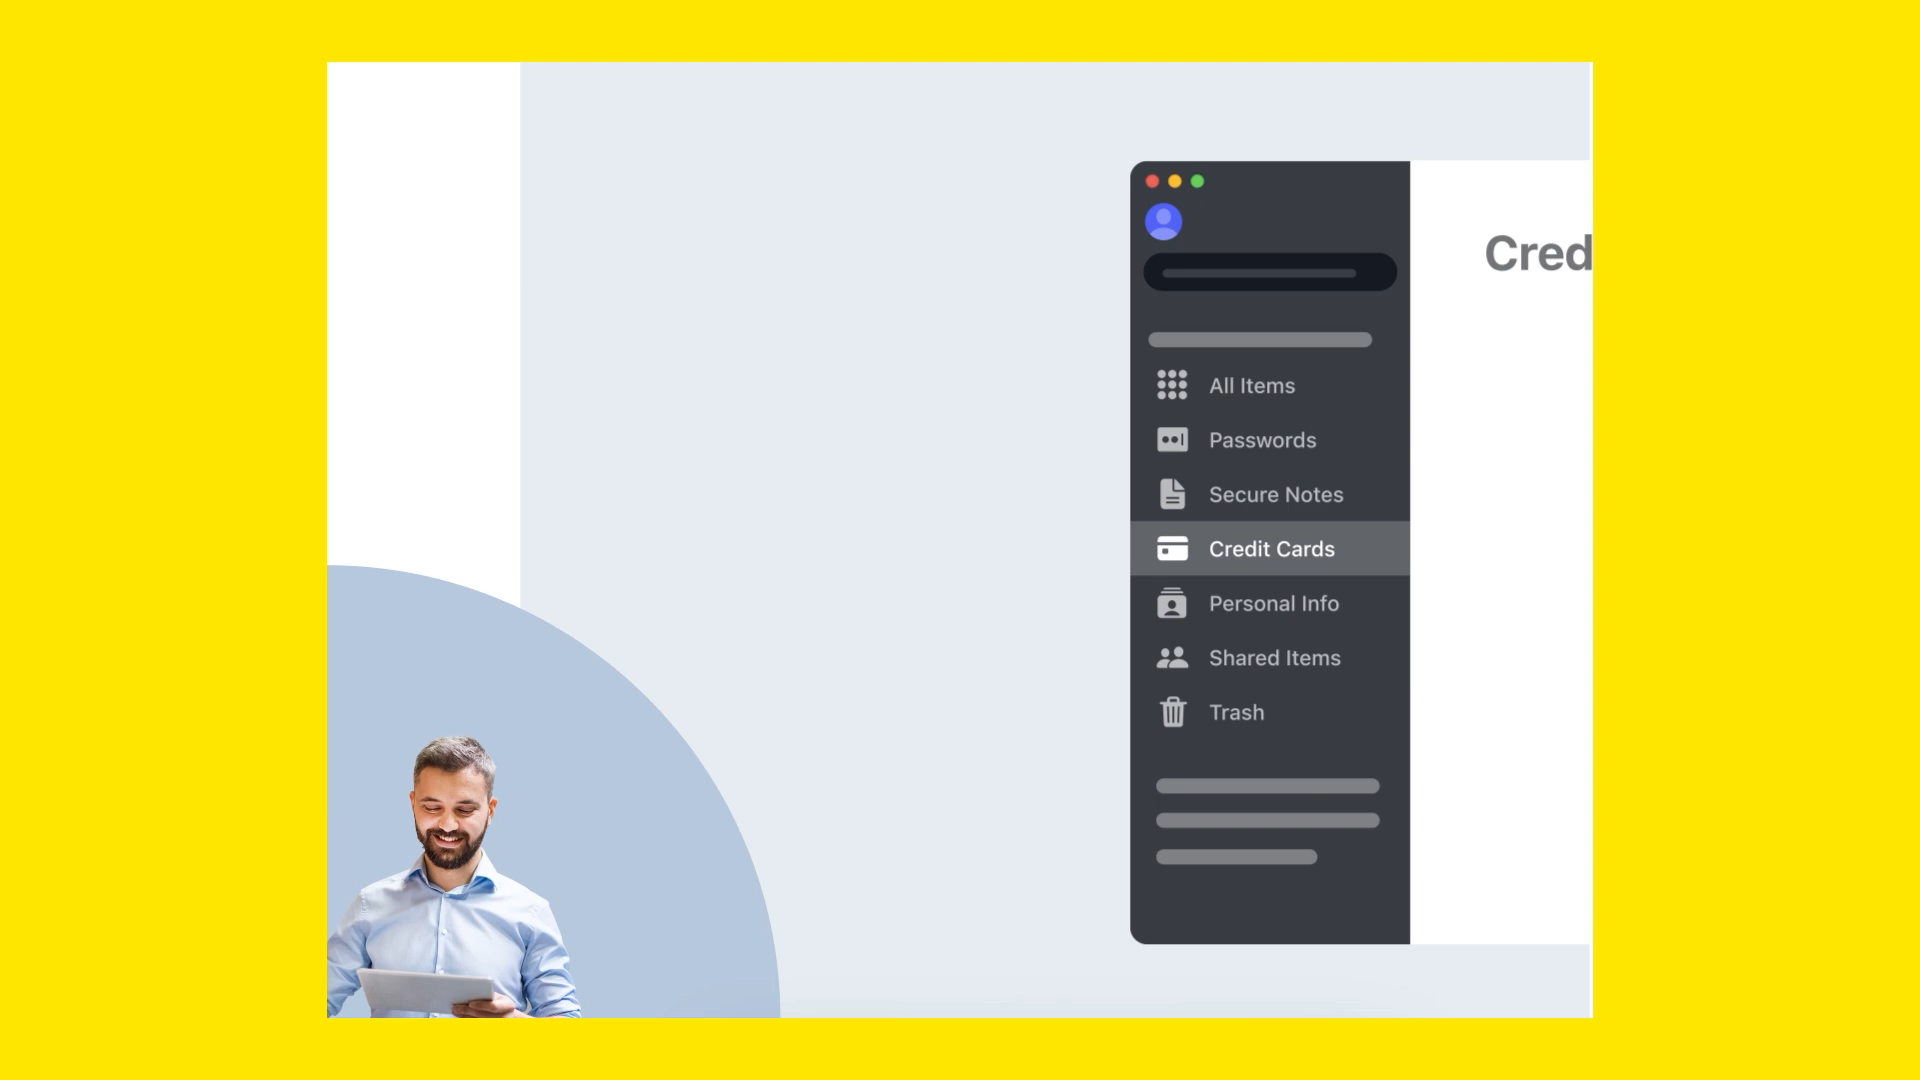 Cred
All Items
Passwords
Secure Notes
Credit Cards
Personal Info
Shared Items
Trash